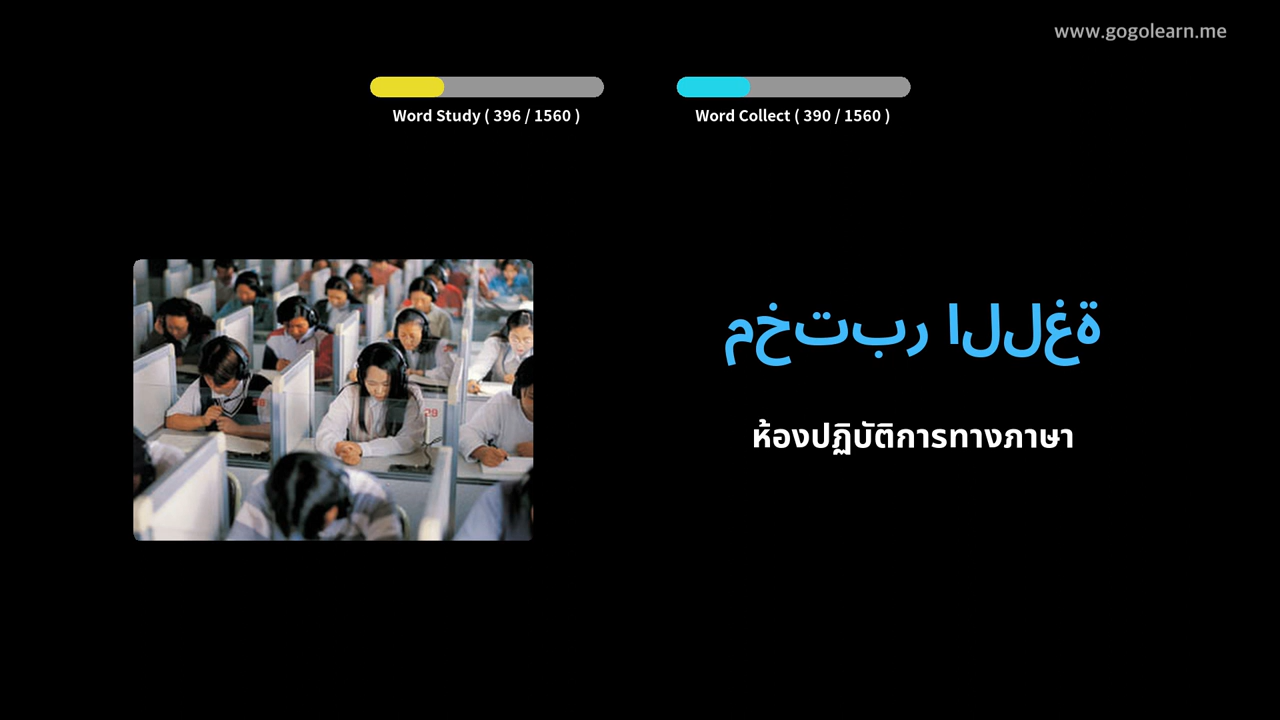 www.gogolearn.me
Word Study ( 396 / 1560 )
Word Collect ( 390 / 1560 )
مختبر اللغة
ห้องปฏิบัติการทางภาษา
29